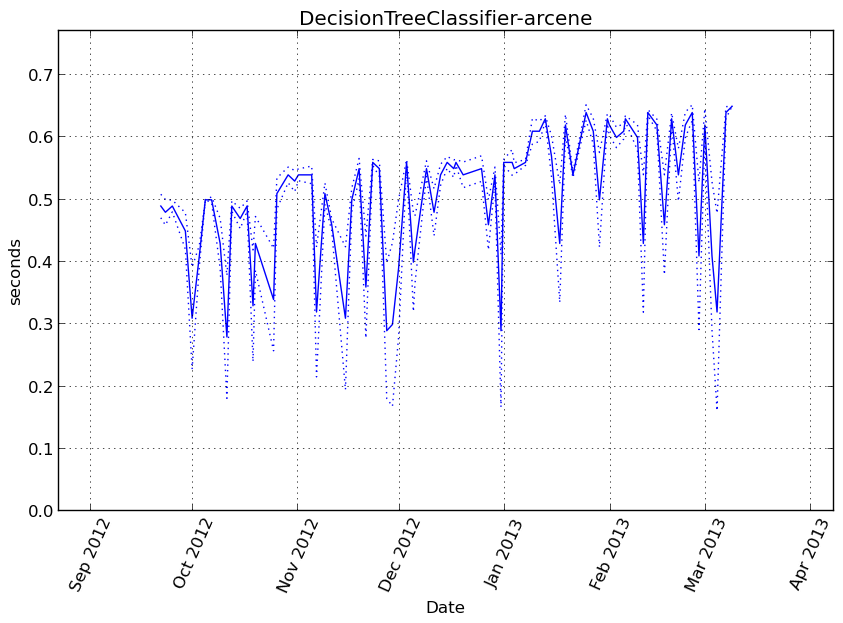 DecisionTreeClassifier-arcene
0.7
0.6
0.5
0.4
0.3
0.2
0.1
0.0
seconds
Sep 2012
Oct 2012
Nov 2012
Dec 2012
Jan 2013
Feb 2013
Mar 2013
Apr 2013
Date